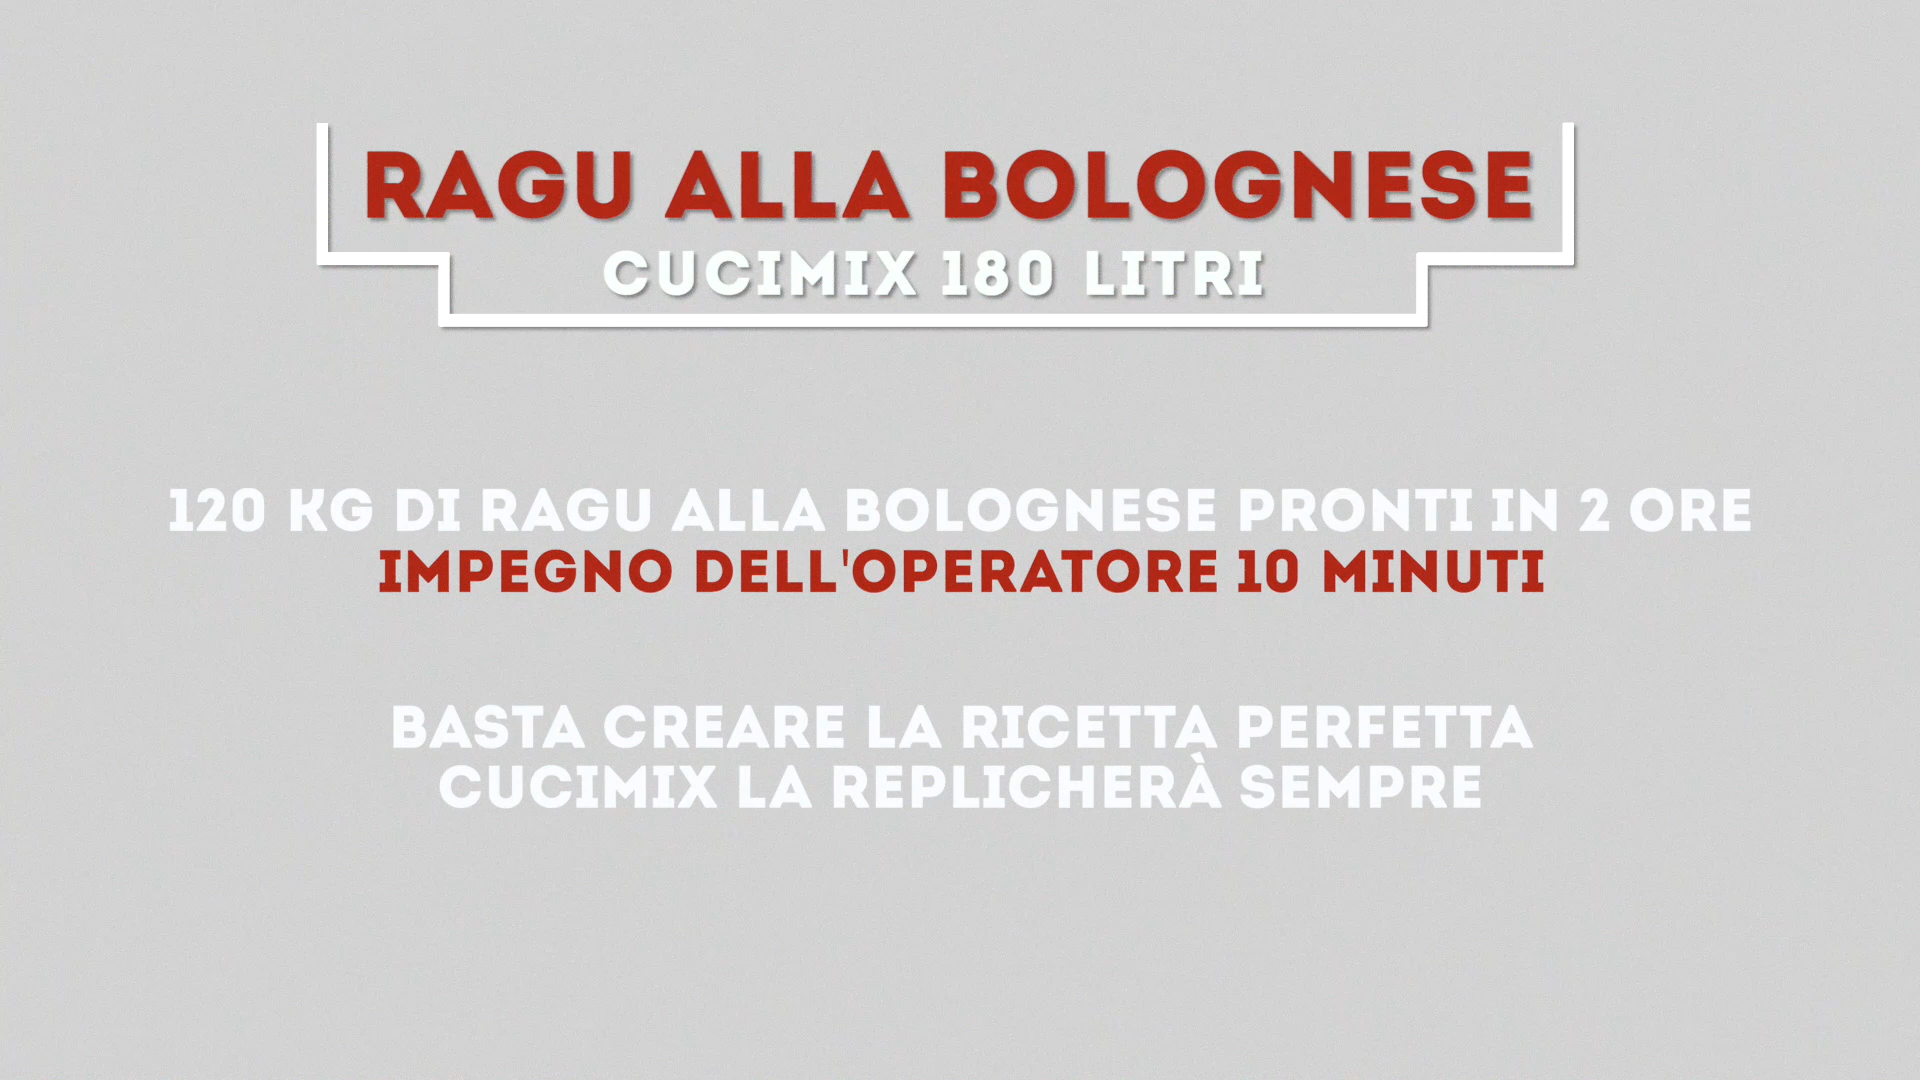 RAGU ALLA BOLOGNESE
CUCIMIX 180 LITRI
120 KG DI RAGU ALLA BOLOGNESE PRONTI IN 2 ORE
IMPEGNO DELL'OPERATORE 10 MINUTI
BASTA CREARE LA RICETTA PERFETTA
CUCIMIX LA REPLICHERÀ SEMPRE